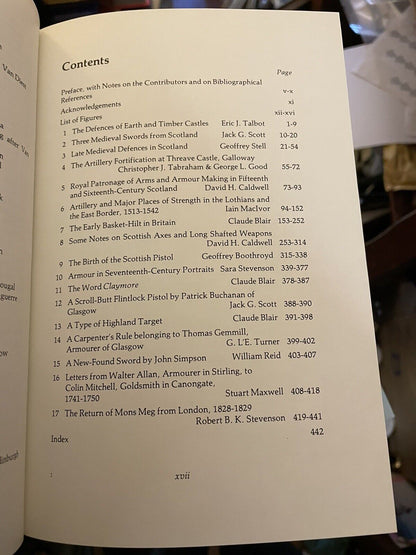 Van Dieen
after Van
ougal
guerre
ow
dinburgh
Contents
Page
Preface, with Notes on the Contributors and on Bibliographical
References v-x
Acknowledgements xi
List of Figures xii-xvi
1 The Defences of Earth and Timber Castles Eric J. Talbot 1-9
2 Three Medieval Swords from Scotland Jack G. Scott 10-20
3 Late Medieval Defences in Scotland Geoffrey Stell 21-54
4 The Artillery Fortification at Threave Castle, Galloway
Christopher J. Tabraham & George L. Good 55-72
5 Royal Patronage of Arms and Armour Making in Fifteenth
and Sixteenth-Century Scotland David H. Caldwell 73-93
6 Artillery and Major Places of Strength in the Lothians and
the East Border, 1513-1542 Iain MacIvor 94-152
7 The Early Basket-Hilt in Britain Claude Blair 153-252
8 Some Notes on Scottish Axes and Long Shafted Weapons
David H. Caldwell 253-314
9 The Birth of the Scottish Pistol Geoffrey Boothroyd 315-338
10 Armour in Seventeenth-Century Portraits Sara Stevenson 339-377
11 The Word Claymore Claude Blair 378-387
12 A Scroll-Butt Flintlock Pistol by Patrick Buchanan of
Glasgow Jack G. Scott 388-390
13 A Type of Highland Target Claude Blair 391-398
14 A Carpenter's Rule belonging to Thomas Gemmill,
Armourer of Glasgow G. L'E. Turner 399-402
15 A New-Found Sword by John Simpson William Reid 403-407
16 Letters from Walter Allan, Armourer in Stirling, to
Colin Mitchell, Goldsmith in Canongate,
1741-1750 Stuart Maxwell 408-418
17 The Return of Mons Meg from London, 1828-1829
Robert B. K. Stevenson 419-441
Index 442
xvii